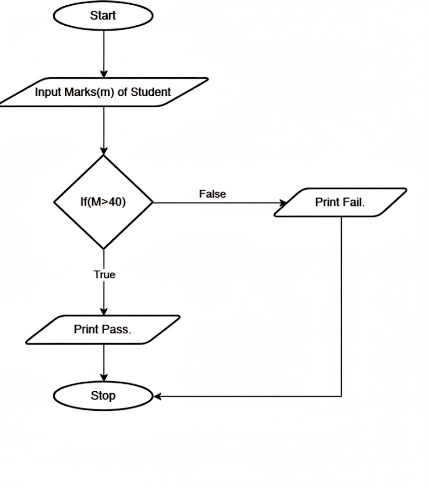 Start
Input Marks(m) of Student
If(M>40)
False
Print Fail.
True
Print Pass.
Stop